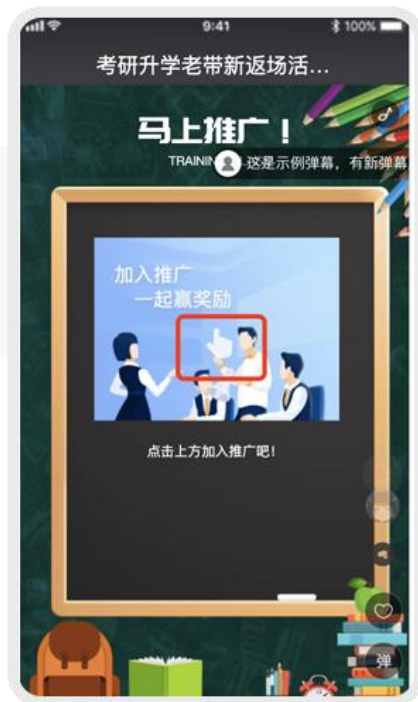 9:41
100%
考研升学老带新返场活...
马上推广！
TRAININ
这是示例弹幕，有新弹幕
加入推广
一起赢奖励
点击上方加入推广吧!
弹